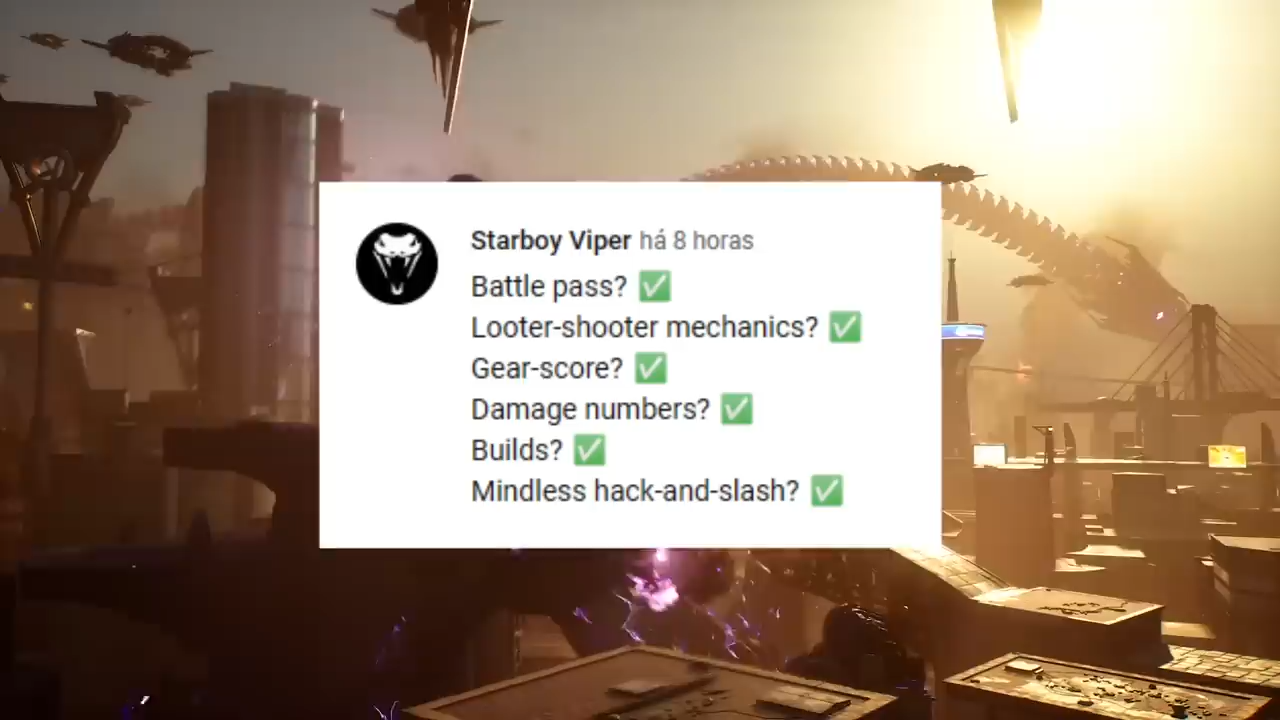 Starboy Viper há 8 horas
Battle pass? ✅
Looter-shooter mechanics? ✅
Gear-score? ✅
Damage numbers? ✅
Builds? ✅
Mindless hack-and-slash? ✅